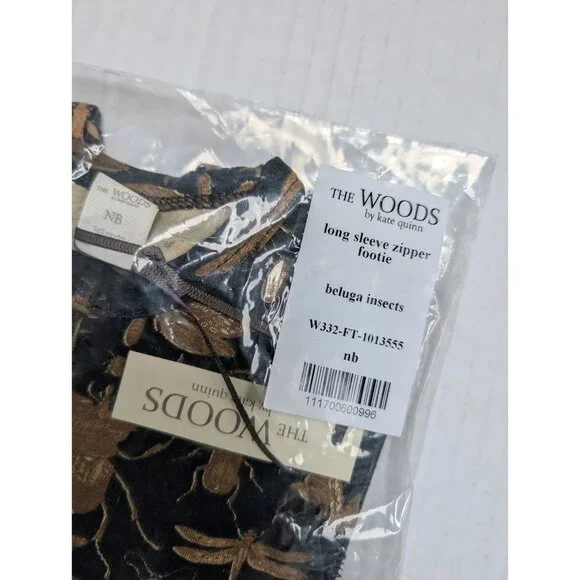 THE WOODS
by kate quinn
long sleeve zipper
footie
beluga insects
W332-FT-1013555
nb
111700600996
THE WOODS
NB
THE WOODS
by kate quinn